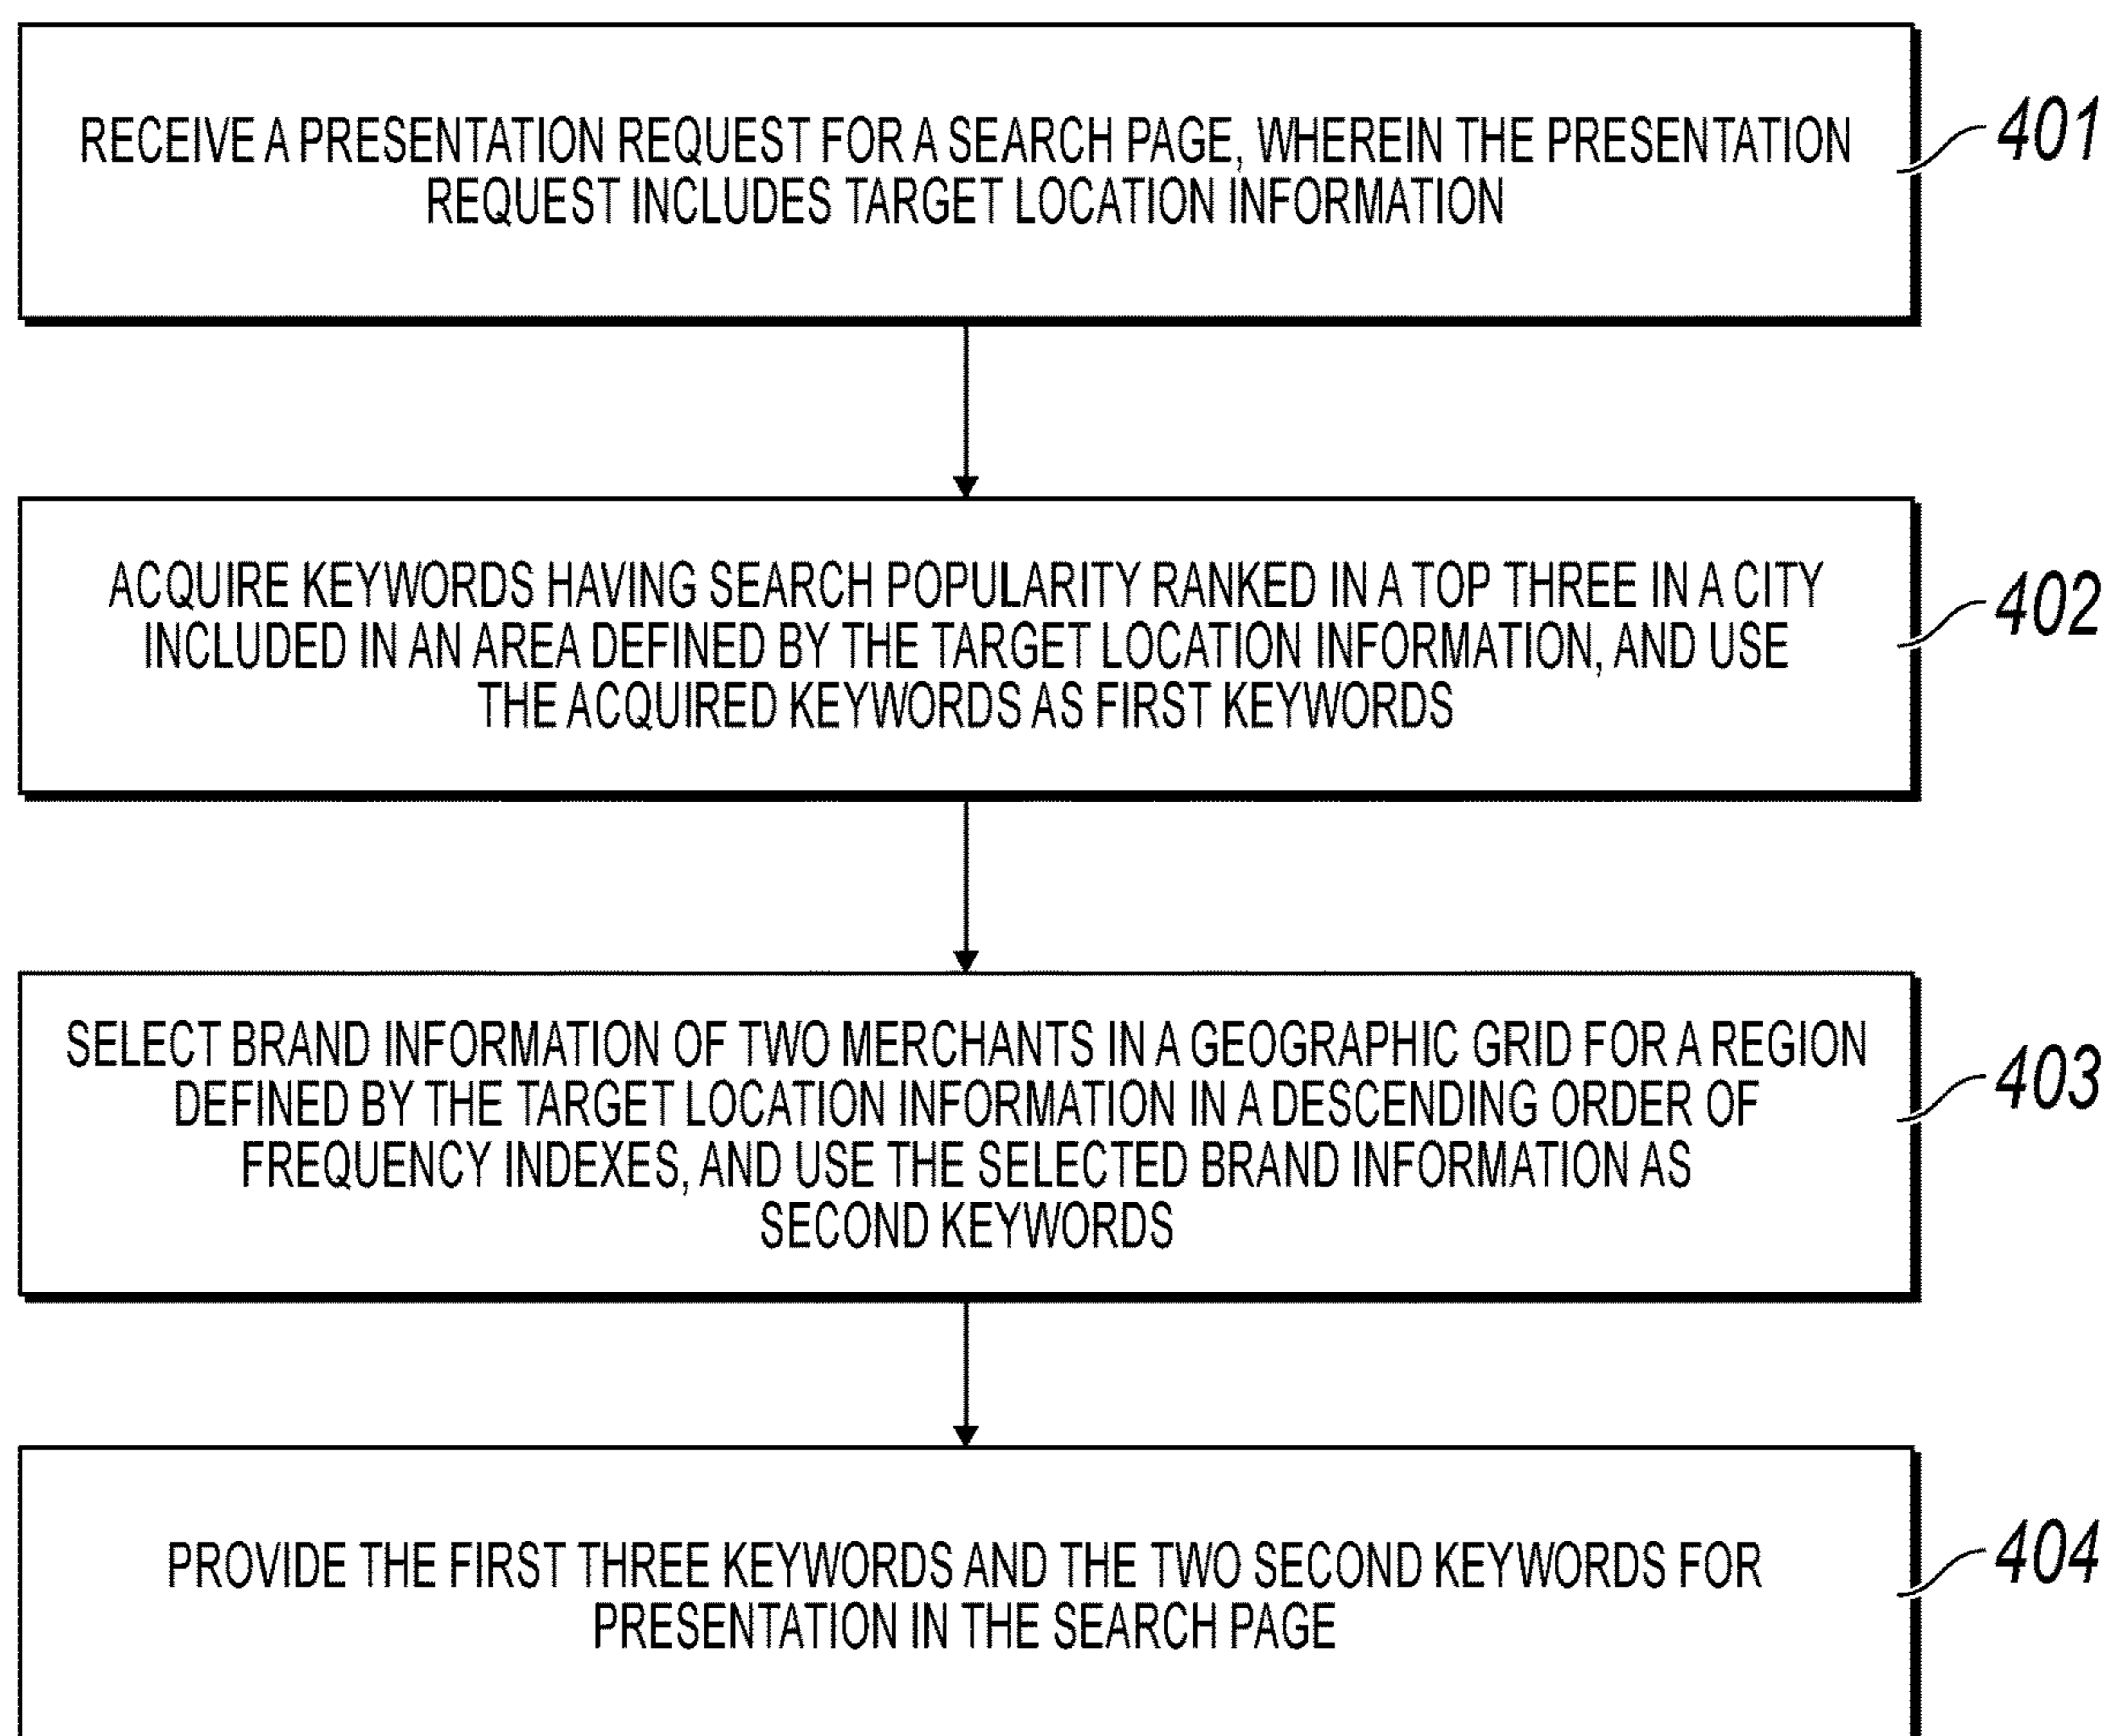 RECEIVE A PRESENTATION REQUEST FOR A SEARCH PAGE, WHEREIN THE PRESENTATION
REQUEST INCLUDES TARGET LOCATION INFORMATION
401
ACQUIRE KEYWORDS HAVING SEARCH POPULARITY RANKED IN A TOP THREE IN A CITY
INCLUDED IN AN AREA DEFINED BY THE TARGET LOCATION INFORMATION, AND USE
THE ACQUIRED KEYWORDS AS FIRST KEYWORDS
402
SELECT BRAND INFORMATION OF TWO MERCHANTS IN A GEOGRAPHIC GRID FOR A REGION
DEFINED BY THE TARGET LOCATION INFORMATION IN A DESCENDING ORDER OF
FREQUENCY INDEXES, AND USE THE SELECTED BRAND INFORMATION AS
SECOND KEYWORDS
403
PROVIDE THE FIRST THREE KEYWORDS AND THE TWO SECOND KEYWORDS FOR
PRESENTATION IN THE SEARCH PAGE
404